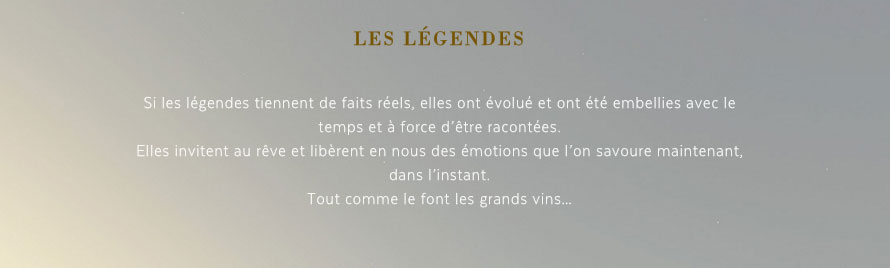 LES LÉGENDES
Si les légendes tiennent de faits réels, elles ont évolué et ont été embellies avec le
temps et à force d’être racontées.
Elles invitent au rêve et libèrent en nous des émotions que l’on savoure maintenant,
dans l’instant.
Tout comme le font les grands vins…